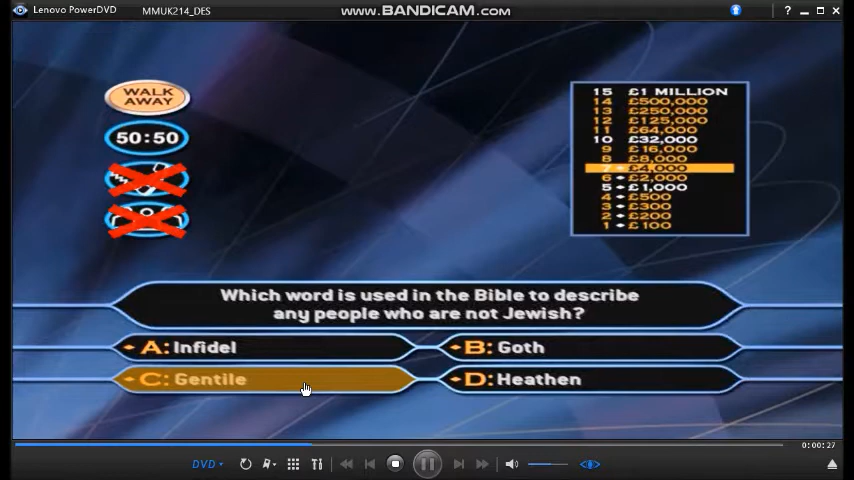 Lenovo PowerDVD
MMUK214_DES
www.BANDICAM.com
?
WALK
AWAY
50:50
15 £1 MILLION
14 £500,000
13 £250,000
12 £125,000
11 £64,000
10 £32,000
9 £16,000
8 £8,000
7 £4,000
6 £2,000
5 £1,000
4 £500
3 £300
2 £200
1 £100
Which word is used in the Bible to describe
any people who are not Jewish?
A: Infidel
B: Goth
C: Gentile
D: Heathen
0:00:27
DVD